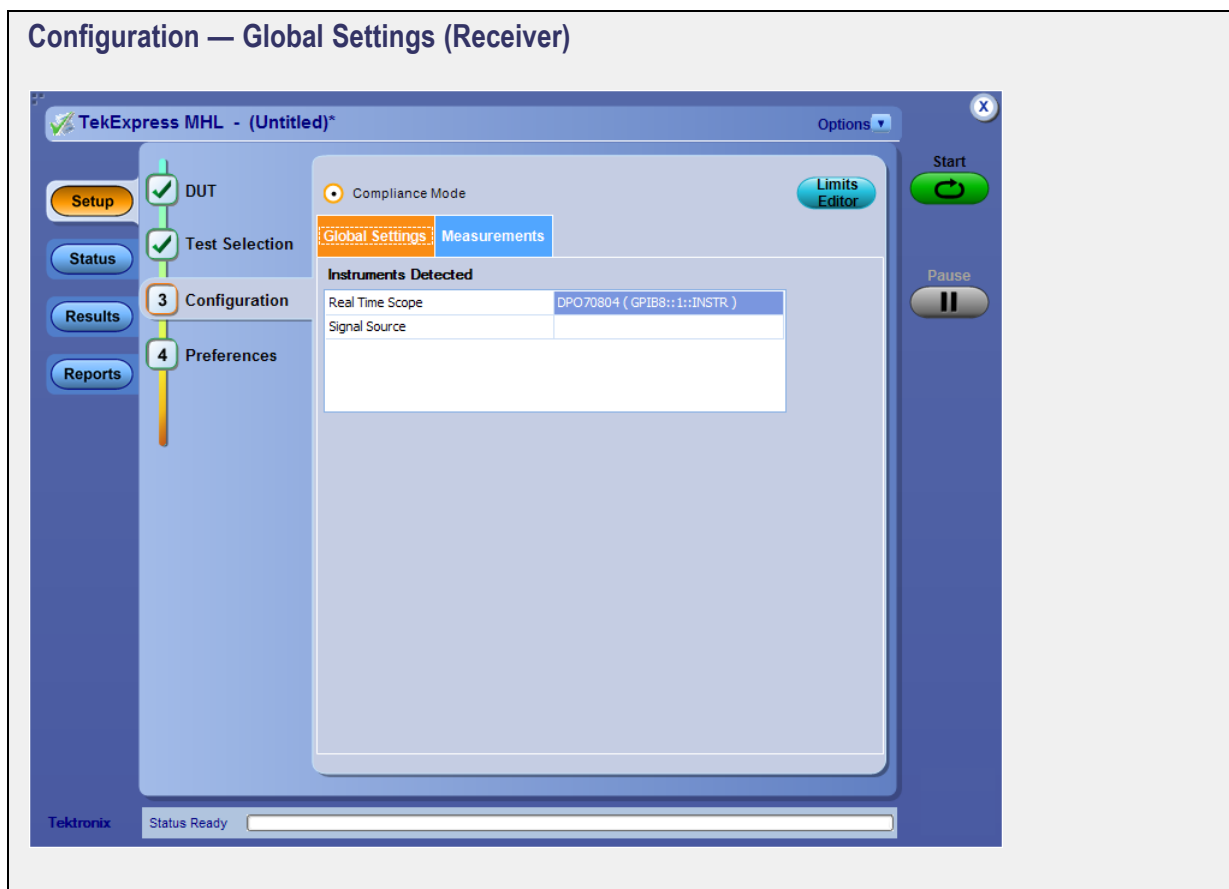 Configuration — Global Settings (Receiver)
TekExpress MHL - (Untitled)*
Options
X
Start
Setup
DUT
Compliance Mode
Limits Editor
Status
Test Selection
Global Settings
Measurements
Instruments Detected
Pause
Results
3 Configuration
Real Time Scope DPO70804 ( GPIB8::1::INSTR )
Signal Source
Reports
4 Preferences
Tektronix
Status Ready